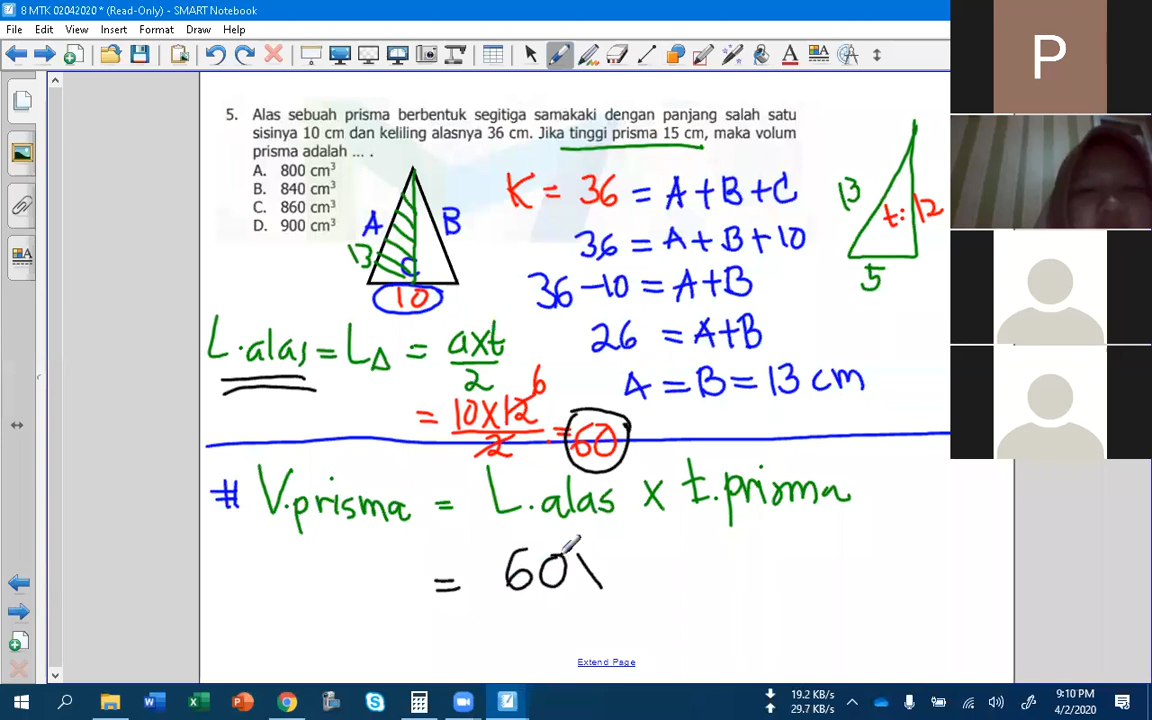 8 MTK 02042020 * (Read-Only) - SMART Notebook
File Edit View Insert Format Draw Help
5. Alas sebuah prisma berbentuk segitiga samakaki dengan panjang salah satu
sisinya 10 cm dan keliling alasnya 36 cm. Jika tinggi prisma 15 cm, maka volum
prisma adalah ... .
A. 800 cm³
B. 840 cm³
C. 860 cm³
D. 900 cm³
A B
13 C
10
K = 36 = A + B + C
36 = A + B + 10
36 - 10 = A + B
26 = A + B
A = B = 13 cm
13 t: 12
5
L.alas = L△ = axt/2
= 10 x 12/2 6 = 60
# V.prisma = L.alas x t.prisma
= 60\
Extend Page
P
19.2 KB/s
29.7 KB/s
9:10 PM
4/2/2020